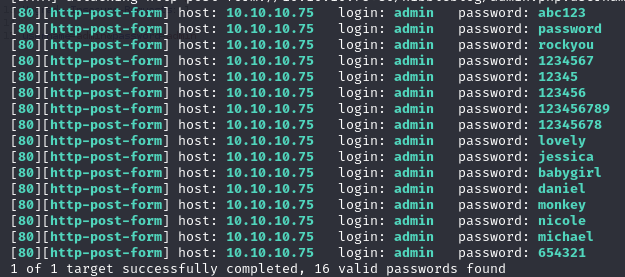 [80][http-post-form] host: 10.10.10.75 login: admin password: abc123
[80][http-post-form] host: 10.10.10.75 login: admin password: password
[80][http-post-form] host: 10.10.10.75 login: admin password: rockyou
[80][http-post-form] host: 10.10.10.75 login: admin password: 1234567
[80][http-post-form] host: 10.10.10.75 login: admin password: 12345
[80][http-post-form] host: 10.10.10.75 login: admin password: 123456
[80][http-post-form] host: 10.10.10.75 login: admin password: 123456789
[80][http-post-form] host: 10.10.10.75 login: admin password: 12345678
[80][http-post-form] host: 10.10.10.75 login: admin password: lovely
[80][http-post-form] host: 10.10.10.75 login: admin password: jessica
[80][http-post-form] host: 10.10.10.75 login: admin password: babygirl
[80][http-post-form] host: 10.10.10.75 login: admin password: daniel
[80][http-post-form] host: 10.10.10.75 login: admin password: monkey
[80][http-post-form] host: 10.10.10.75 login: admin password: nicole
[80][http-post-form] host: 10.10.10.75 login: admin password: michael
[80][http-post-form] host: 10.10.10.75 login: admin password: 654321
1 of 1 target successfully completed, 16 valid passwords found